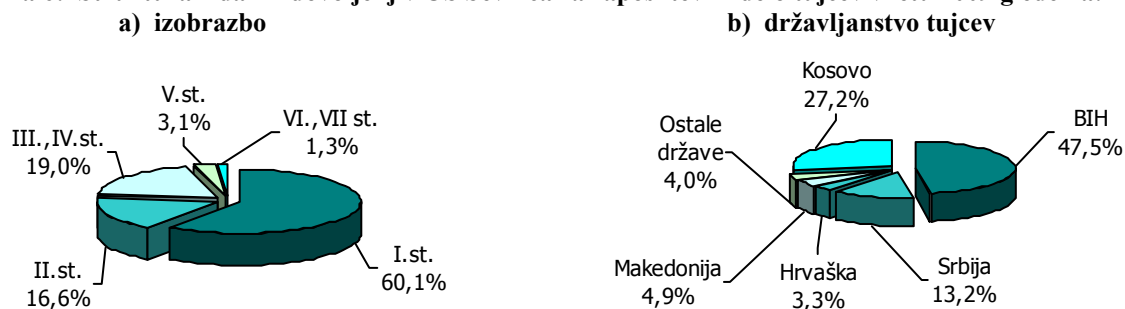 a) izobrazbo
b) državljanstvo tujcev
V.st.
3,1%
VI.,VII st.
1,3%
III.,IV.st.
19,0%
II.st.
16,6%
I.st.
60,1%
Kosovo
27,2%
BIH
47,5%
Ostale
države
4,0%
Makedonija
4,9%
Hrvaška
3,3%
Srbija
13,2%